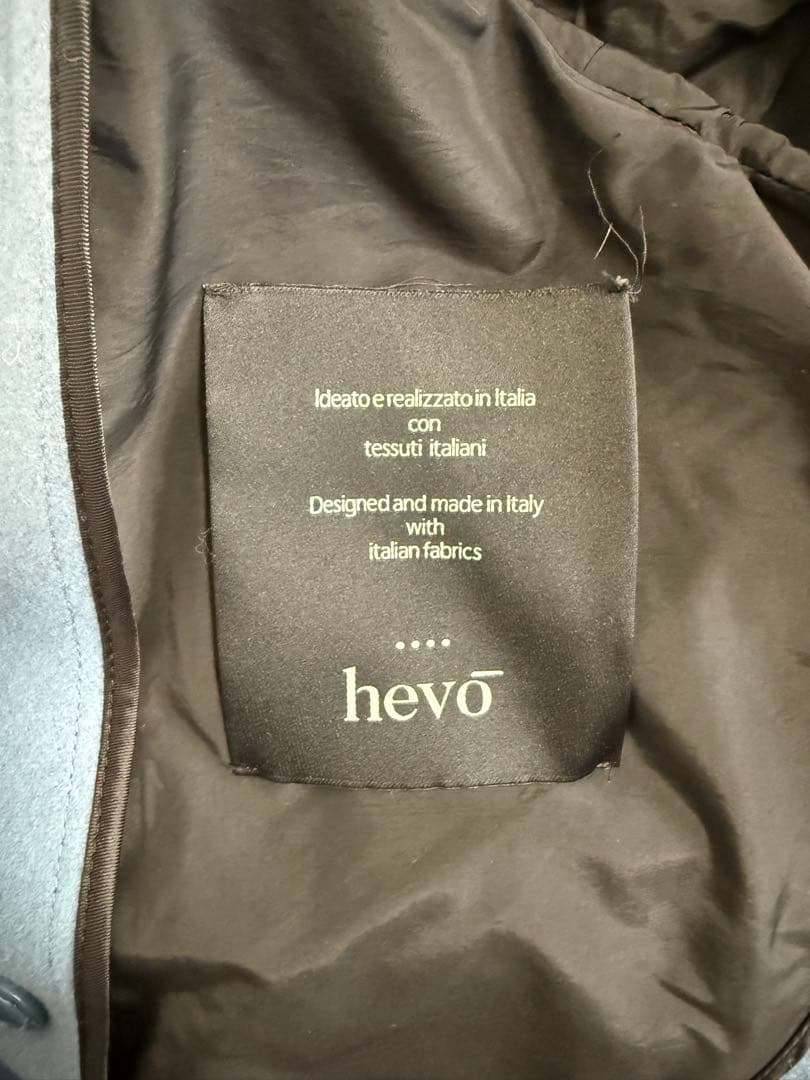 Ideato e realizzato in Italia
con
tessuti italiani
Designed and made in Italy
with
italian fabrics
hevō